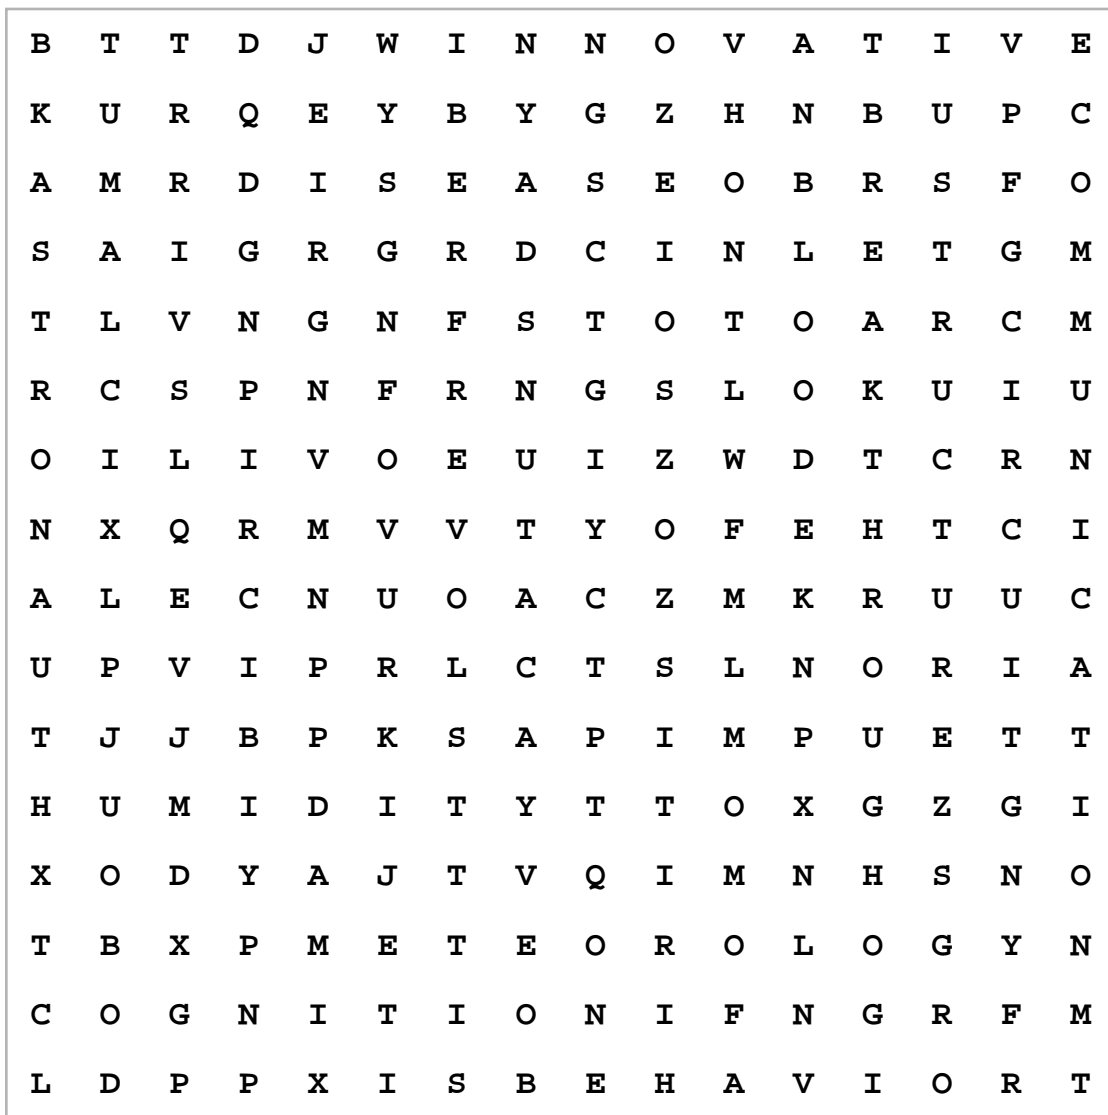 B T T D J W I N N O V A T I V E
K U R Q E Y B Y G Z H N B U P C
A M R D I S E A S E O B R S F O
S A I G R G R D C I N L E T G M
T L V N G N F S T O T O A R C M
R C S P N F R N G S L O K U I U
O I L I V O E U I Z W D T C R N
N X Q R M V V T Y O F E H T C I
A L E C N U O A C Z M K R U U C
U P V I P R L C T S L N O R I A
T J J B P K S A P I M P U E T T
H U M I D I T Y T T O X G Z G I
X O D Y A J T V Q I M N H S N O
T B X P M E T E O R O L O G Y N
C O G N I T I O N I F N G R F M
L D P P X I S B E H A V I O R T